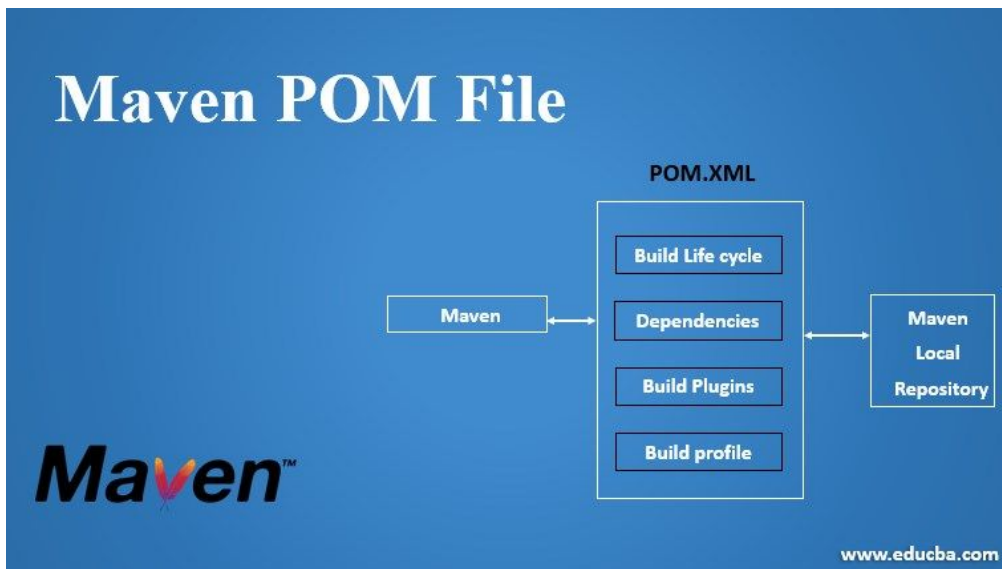 Maven POM File
POM.XML
Build Life cycle
Maven
Dependencies
Build Plugins
Build profile
Maven
Local
Repository
Maven™
www.educba.com